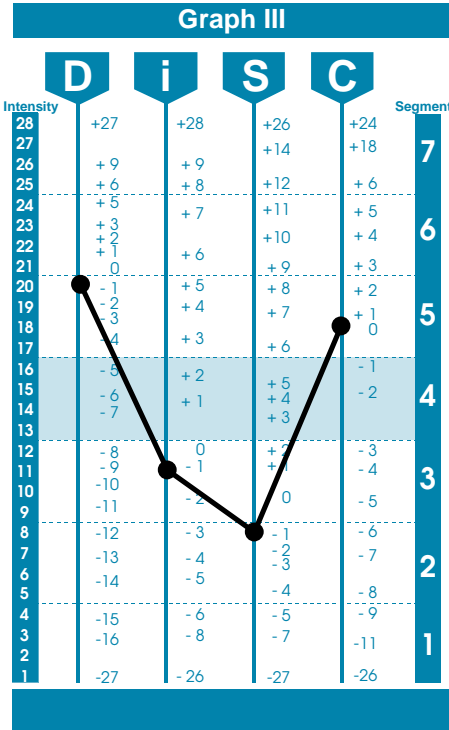 Graph III
D i S C
Intensity Segment
28 +27 +28 +26 +24
27 +14 +18 7
26 + 9 + 9
25 + 6 + 8 +12 + 6
24 + 5 + 7 +11 + 5
23 + 3 6
+ 2 +10 + 4
22 + 1 + 6
21 0 + 9 + 3
20 - 1 + 5 + 8 + 2
19 - 2 + 4 + 7 + 1 5
18 - 3 0
17 - 4 + 3 + 6
16 - 5 + 2 - 1
15 - 6 + 5 - 2
+ 4 4
14 - 7 + 1 + 3
13
12 - 8 0 + 2 - 3
11 - 9 - 1 + 1 - 4 3
10 -10 - 2 0 - 5
9 -11
8 -12 - 3 - 1 - 6
7 -13 - 4 - 2 - 7
- 3 2
6 -14 - 5
5 - 4 - 8
4 -15 - 6 - 5 - 9
3 -16 - 8 - 7 -11 1
2
1 -27 - 26 -27 -26